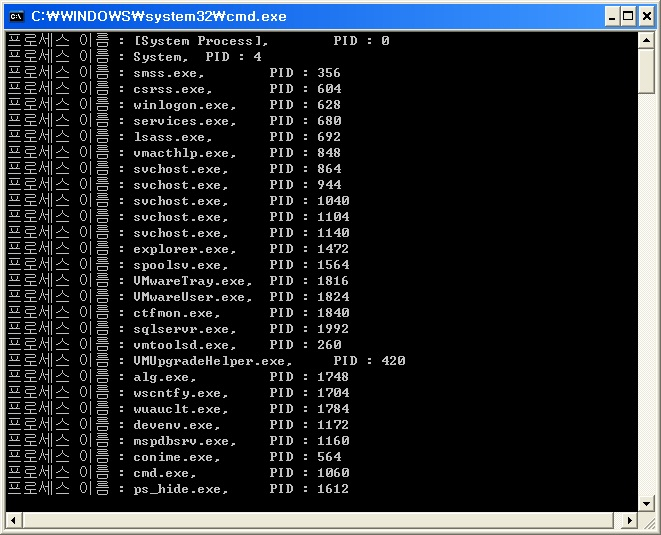 C:₩WINDOWS₩system32₩cmd.exe
프로세스 이름 : [System Process], PID : 0
프로세스 이름 : System, PID : 4
프로세스 이름 : smss.exe, PID : 356
프로세스 이름 : csrss.exe, PID : 604
프로세스 이름 : winlogon.exe, PID : 628
프로세스 이름 : services.exe, PID : 680
프로세스 이름 : lsass.exe, PID : 692
프로세스 이름 : vmacthlp.exe, PID : 848
프로세스 이름 : svchost.exe, PID : 864
프로세스 이름 : svchost.exe, PID : 944
프로세스 이름 : svchost.exe, PID : 1040
프로세스 이름 : svchost.exe, PID : 1104
프로세스 이름 : svchost.exe, PID : 1140
프로세스 이름 : explorer.exe, PID : 1472
프로세스 이름 : spoolsv.exe, PID : 1564
프로세스 이름 : VMwareTray.exe, PID : 1816
프로세스 이름 : VMwareUser.exe, PID : 1824
프로세스 이름 : ctfmon.exe, PID : 1840
프로세스 이름 : sqlservr.exe, PID : 1992
프로세스 이름 : vmtoolsd.exe, PID : 260
프로세스 이름 : VMUpgradeHelper.exe, PID : 420
프로세스 이름 : alg.exe, PID : 1748
프로세스 이름 : wscntfy.exe, PID : 1704
프로세스 이름 : wuauclt.exe, PID : 1784
프로세스 이름 : devenv.exe, PID : 1172
프로세스 이름 : mspdbsrv.exe, PID : 1160
프로세스 이름 : conime.exe, PID : 564
프로세스 이름 : cmd.exe, PID : 1060
프로세스 이름 : ps_hide.exe, PID : 1612